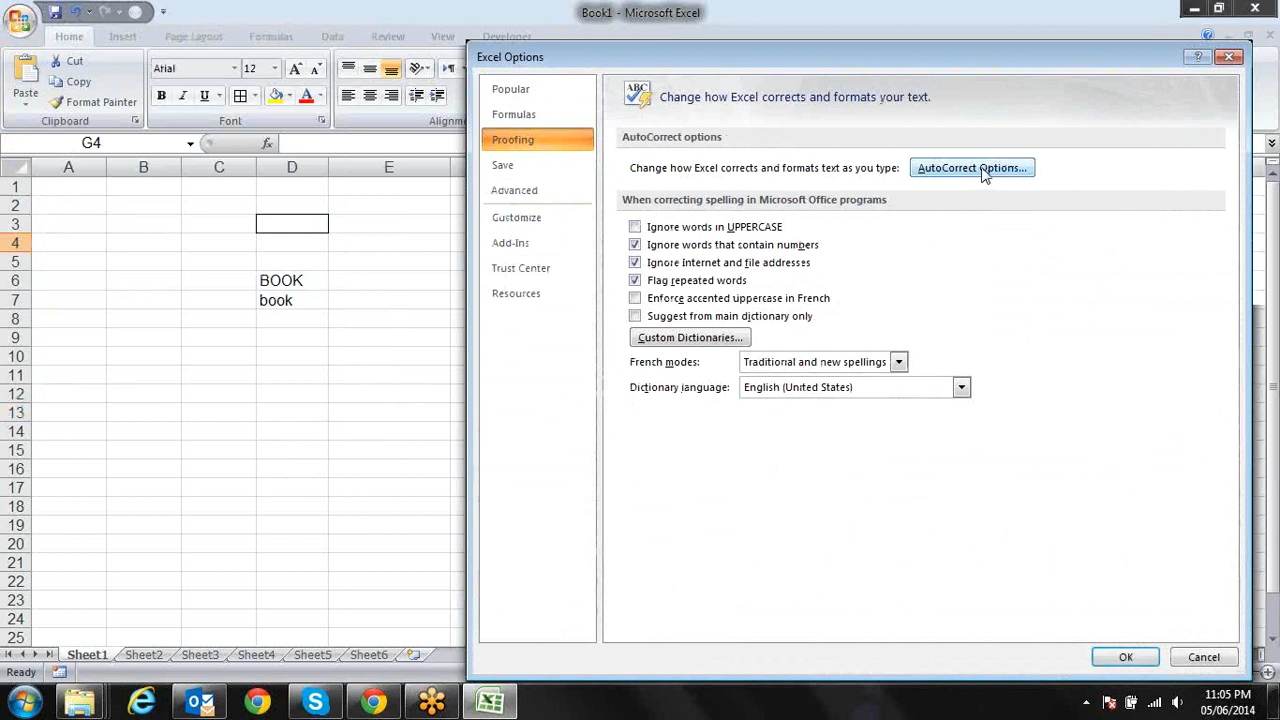 Book1 - Microsoft Excel
Home Insert Page Layout Formulas Data Review View Developer
Paste
Cut
Copy
Format Painter
Clipboard
Arial 12
B I U
Font
Alignm
G4
fx
A B C D E
1
2
3
4
5
6 BOOK
7 book
8
9
10
11
12
13
14
15
16
17
18
19
20
21
22
23
24
25
Sheet1 Sheet2 Sheet3 Sheet4 Sheet5 Sheet6
Ready
Excel Options
Popular
Formulas
Proofing
Save
Advanced
Customize
Add-Ins
Trust Center
Resources
ABC
Change how Excel corrects and formats your text.
AutoCorrect options
Change how Excel corrects and formats text as you type: AutoCorrect Options...
When correcting spelling in Microsoft Office programs
Ignore words in UPPERCASE
Ignore words that contain numbers
Ignore Internet and file addresses
Flag repeated words
Enforce accented uppercase in French
Suggest from main dictionary only
Custom Dictionaries...
French modes: Traditional and new spellings
Dictionary language: English (United States)
OK Cancel
11:05 PM
05/06/2014